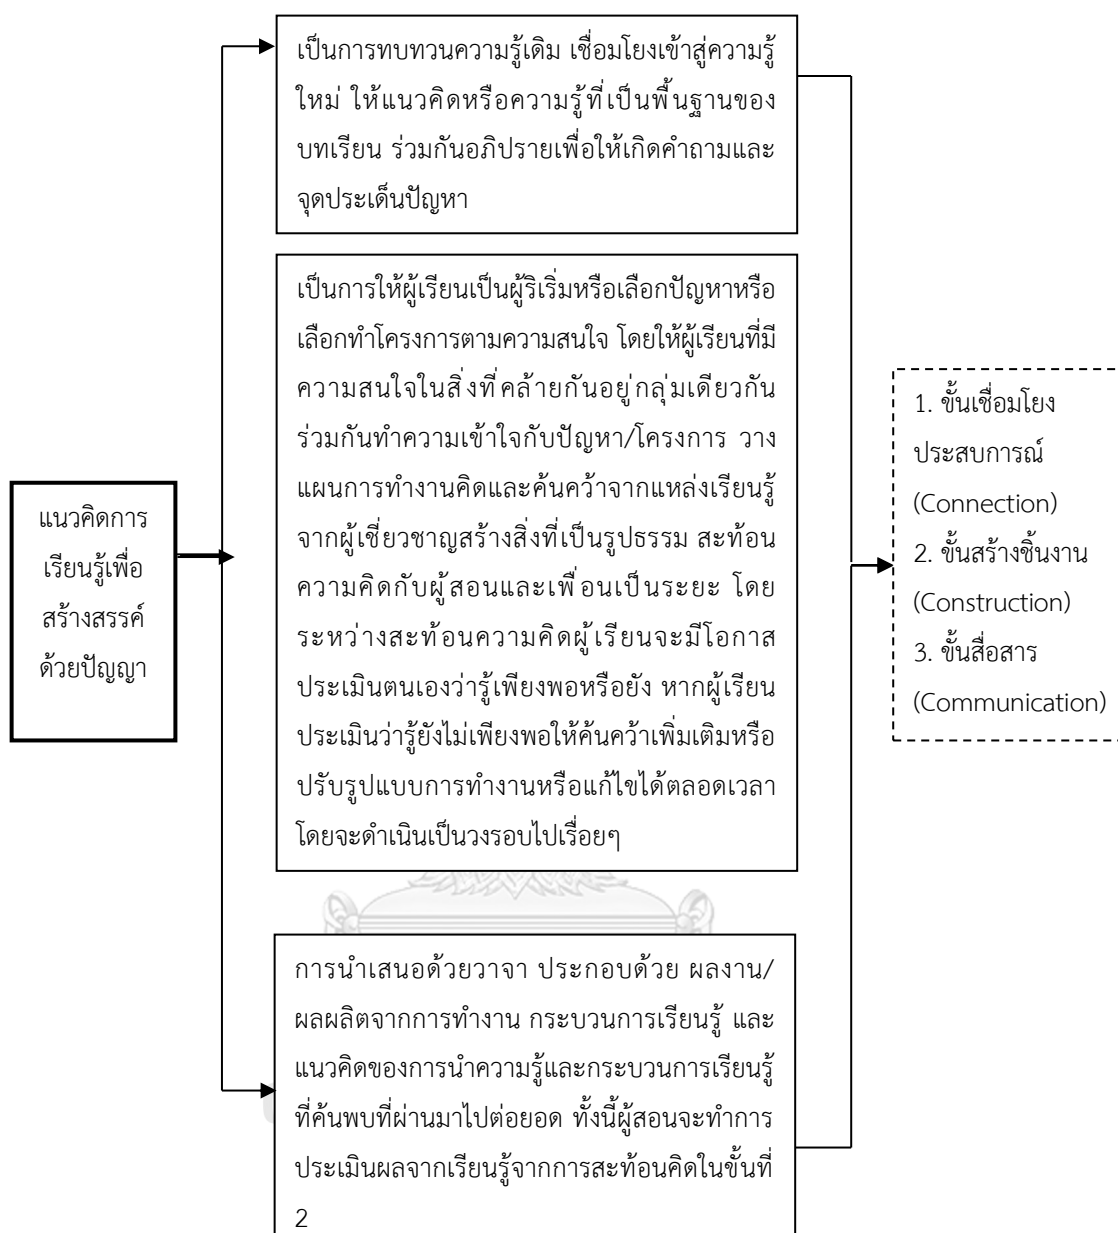 เป็นการทบทวนความรู้เดิม เชื่อมโยงเข้าสู่ความรู้
ใหม่ ให้แนวคิดหรือความรู้ที่เป็นพื้นฐานของ
บทเรียน ร่วมกันอภิปรายเพื่อให้เกิดคำถามและ
จุดประเด็นปัญหา
เป็นการให้ผู้เรียนเป็นผู้ริเริ่มหรือเลือกปัญหาหรือ
เลือกทำโครงการตามความสนใจ โดยให้ผู้เรียนที่มี
ความสนใจในสิ่งที่คล้ายกันอยู่กลุ่มเดียวกัน
ร่วมกันทำความเข้าใจกับปัญหา/โครงการ วาง
แผนการทำงานคิดและค้นคว้าจากแหล่งเรียนรู้
จากผู้เชี่ยวชาญสร้างสิ่งที่เป็นรูปธรรม สะท้อน
ความคิดกับผู้สอนและเพื่อนเป็นระยะ โดย
ระหว่างสะท้อนความคิดผู้เรียนจะมีโอกาส
ประเมินตนเองว่ารู้เพียงพอหรือยัง หากผู้เรียน
ประเมินว่ารู้ยังไม่เพียงพอให้ค้นคว้าเพิ่มเติมหรือ
ปรับรูปแบบการทำงานหรือแก้ไขได้ตลอดเวลา
โดยจะดำเนินเป็นวงรอบไปเรื่อยๆ
แนวคิดการ
เรียนรู้เพื่อ
สร้างสรรค์
ด้วยปัญญา
1. ขั้นเชื่อมโยง
ประสบการณ์
(Connection)
2. ขั้นสร้างชิ้นงาน
(Construction)
3. ขั้นสื่อสาร
(Communication)
การนำเสนอด้วยวาจา ประกอบด้วย ผลงาน/
ผลผลิตจากการทำงาน กระบวนการเรียนรู้ และ
แนวคิดของการนำความรู้และกระบวนการเรียนรู้
ที่ค้นพบที่ผ่านมาไปต่อยอด ทั้งนี้ผู้สอนจะทำการ
ประเมินผลจากเรียนรู้จากการสะท้อนคิดในขั้นที่
2